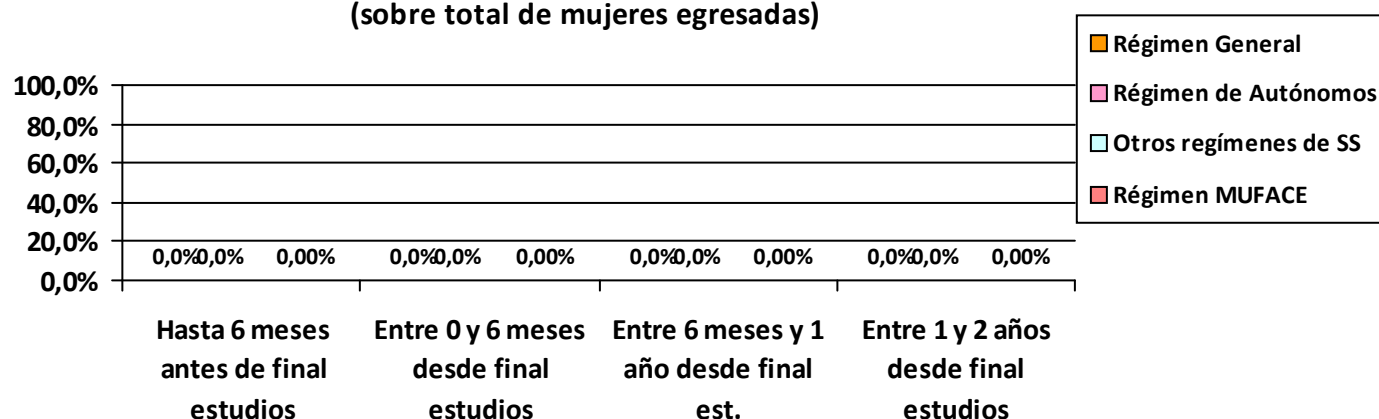 (sobre total de mujeres egresadas)
Régimen General
Régimen de Autónomos
Otros regímenes de SS
Régimen MUFACE
100,0%
80,0%
60,0%
40,0%
20,0%
0,0%
0,0%0,0% 0,00% 0,0%0,0% 0,00% 0,0%0,0% 0,00% 0,0%0,0% 0,00%
Hasta 6 meses
antes de final
estudios
Entre 0 y 6 meses
desde final
estudios
Entre 6 meses y 1
año desde final
est.
Entre 1 y 2 años
desde final
estudios